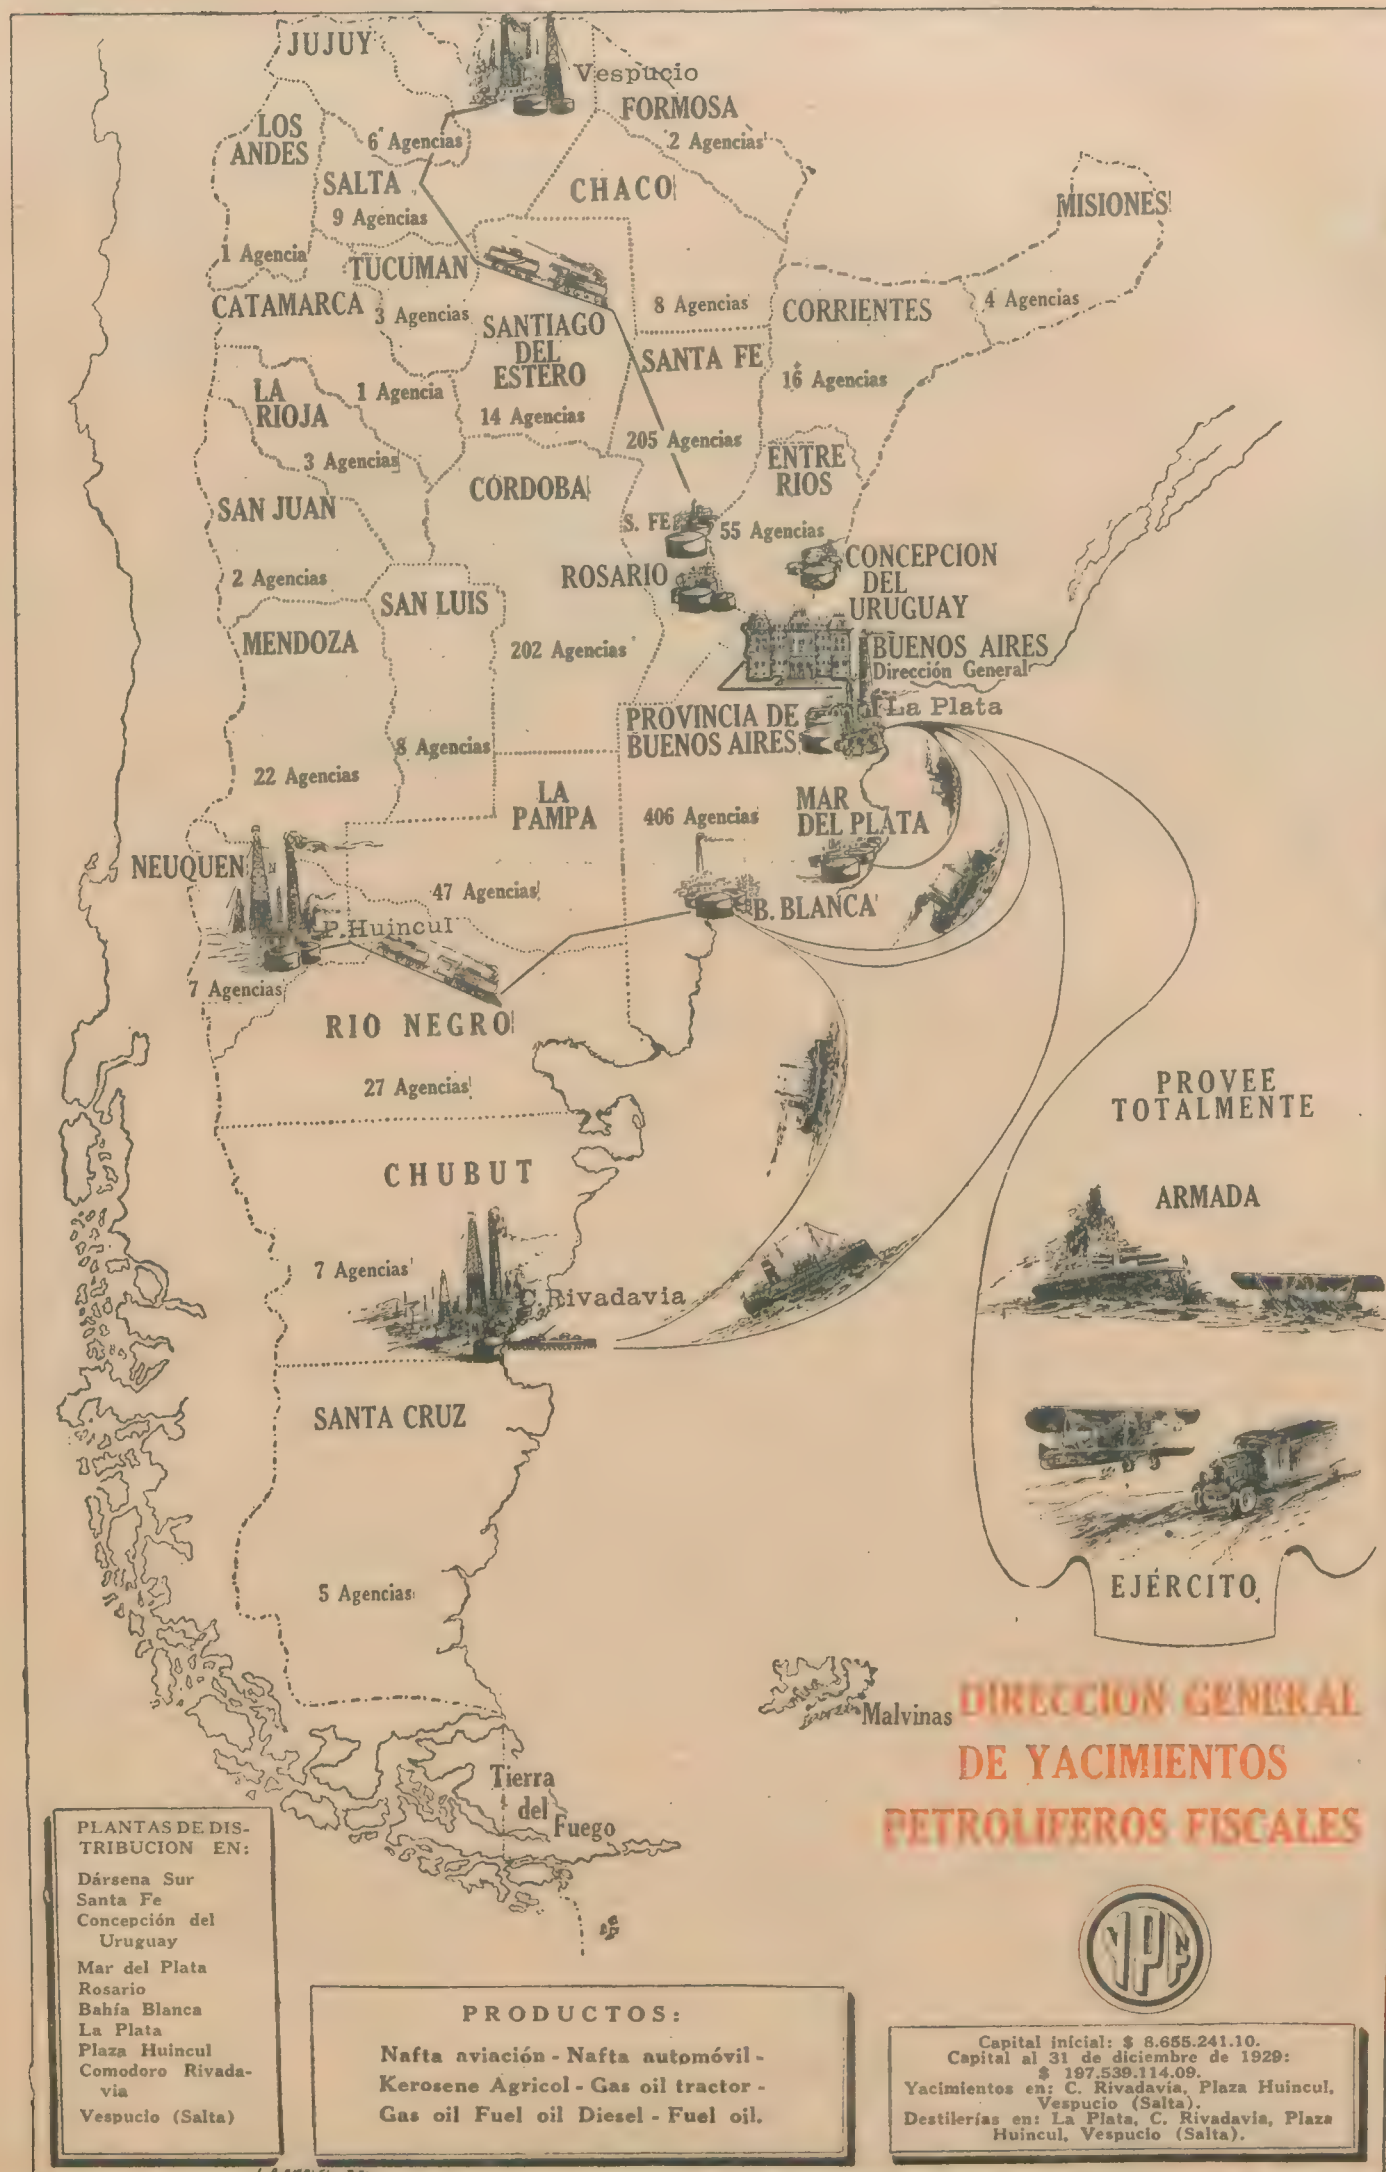 JUJUY
Vespucio
FORMOSA
2 Agencias
LOS
ANDES
6 Agencias
SALTA
9 Agencias
CHACO
MISIONES
1 Agencia
TUCUMAN
CATAMARCA
3 Agencias
SANTIAGO
DEL
ESTERO
8 Agencias
CORRIENTES
4 Agencias
SANTA FE
16 Agencias
LA
RIOJA
1 Agencia
14 Agencias
205 Agencias
3 Agencias
CÓRDOBA
ENTRE
RIOS
SAN JUAN
S. FE
55 Agencias
2 Agencias
ROSARIO
CONCEPCION
DEL
URUGUAY
SAN LUIS
MENDOZA
202 Agencias
BUENOS AIRES
Dirección General
La Plata
PROVINCIA DE
BUENOS AIRES
8 Agencias
22 Agencias
LA
PAMPA
406 Agencias
MAR
DEL PLATA
NEUQUEN
47 Agencias
B. BLANCA
P. Huincul
7 Agencias
RIO NEGRO
27 Agencias
PROVEE
TOTALMENTE
CHUBUT
ARMADA
7 Agencias
C. Rivadavia
SANTA CRUZ
5 Agencias
EJÉRCITO
Malvinas
DIRECCION GENERAL
DE YACIMIENTOS
PETROLIFEROS FISCALES
Tierra
del
Fuego
PLANTAS DE DIS-
TRIBUCION EN:
Dársena Sur
Santa Fe
Concepción del
Uruguay
Mar del Plata
Rosario
Bahía Blanca
La Plata
Plaza Huincul
Comodoro Rivada-
via
Vespucio (Salta)
PRODUCTOS:
Nafta aviación - Nafta automóvil -
Kerosene Agricol - Gas oil tractor -
Gas oil Fuel oil Diesel - Fuel oil.
YPF
Capital inicial: $ 8.655.241.10.
Capital al 31 de diciembre de 1929:
$ 197.539.114.09.
Yacimientos en: C. Rivadavia, Plaza Huincul,
Vespucio (Salta).
Destilerías en: La Plata, C. Rivadavia, Plaza
Huincul, Vespucio (Salta).